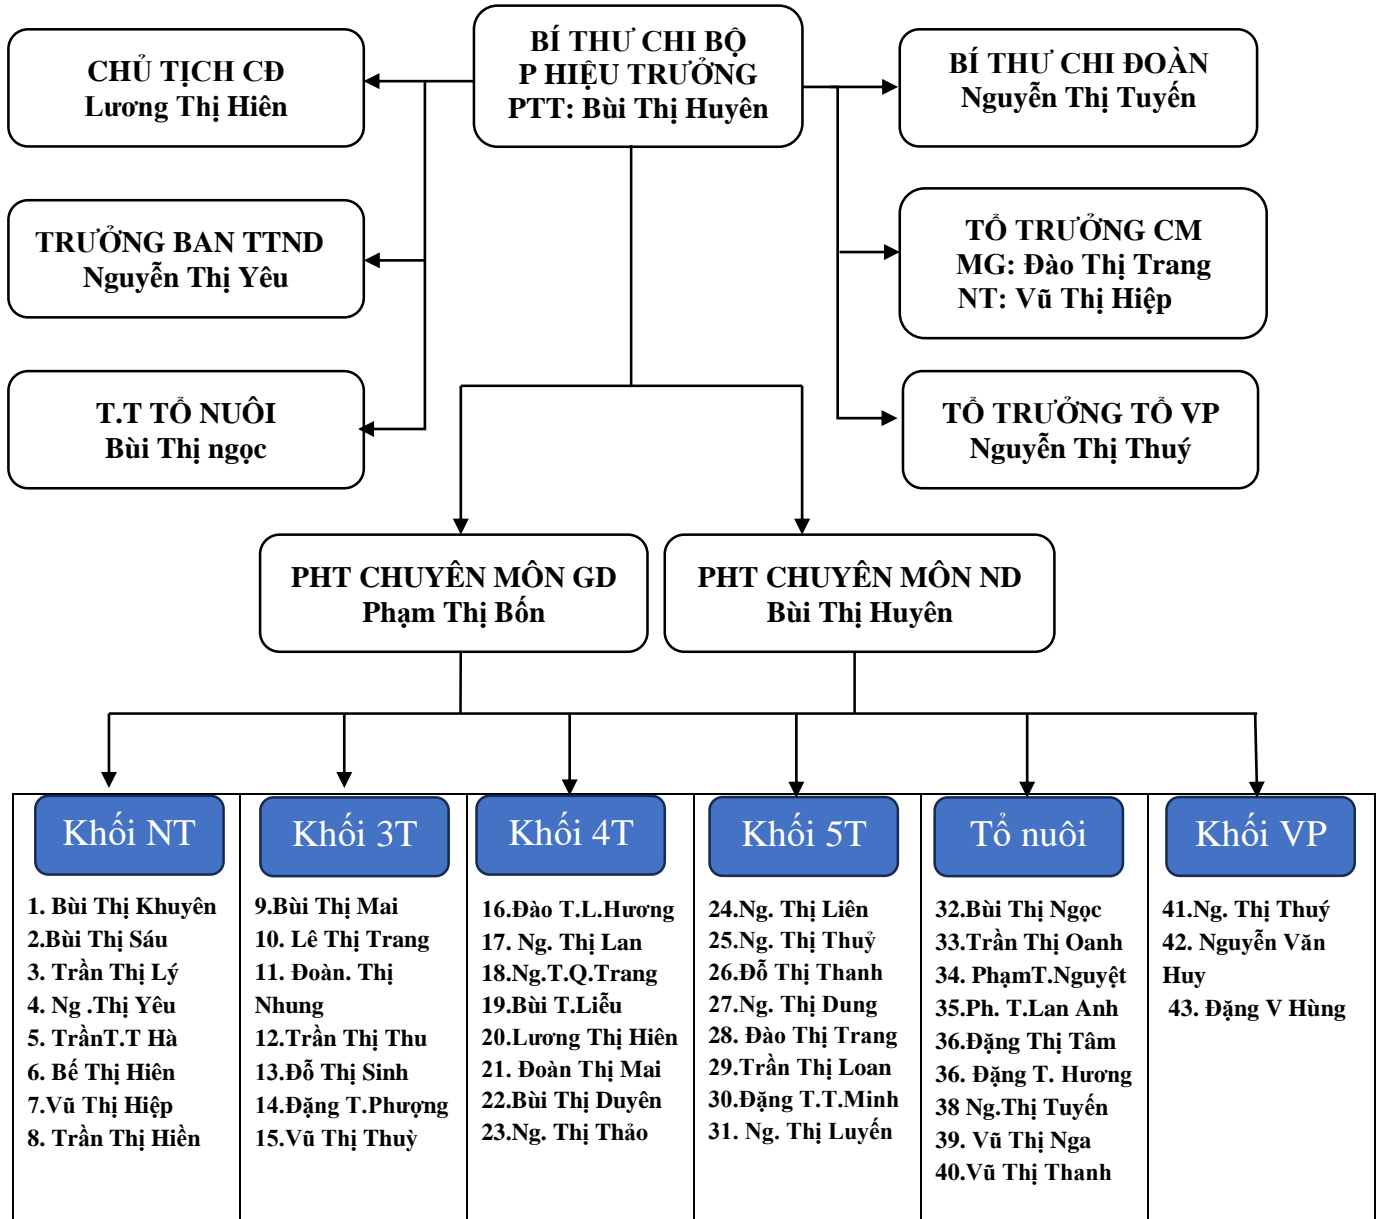 BÍ THƯ CHI BỘ
P HIỆU TRƯỞNG
PTT: Bùi Thị Huyên
CHỦ TỊCH CĐ
Lương Thị Hiên
BÍ THƯ CHI ĐOÀN
Nguyễn Thị Tuyến
TRƯỞNG BAN TTND
Nguyễn Thị Yêu
TỔ TRƯỞNG CM
MG: Đào Thị Trang
NT: Vũ Thị Hiệp
T.T TỔ NUÔI
Bùi Thị ngọc
TỔ TRƯỞNG TỔ VP
Nguyễn Thị Thuý
PHT CHUYÊN MÔN GD
Phạm Thị Bốn
PHT CHUYÊN MÔN ND
Bùi Thị Huyên
Khối NT
1. Bùi Thị Khuyên
2.Bùi Thị Sáu
3. Trần Thị Lý
4. Ng .Thị Yêu
5. TrầnT.T Hà
6. Bế Thị Hiên
7.Vũ Thị Hiệp
8. Trần Thị Hiền
Khối 3T
9.Bùi Thị Mai
10. Lê Thị Trang
11. Đoàn. Thị
Nhung
12.Trần Thị Thu
13.Đỗ Thị Sinh
14.Đặng T.Phượng
15.Vũ Thị Thuỳ
Khối 4T
16.Đào T.L.Hương
17. Ng. Thị Lan
18.Ng.T.Q.Trang
19.Bùi T.Liễu
20.Lương Thị Hiên
21. Đoàn Thị Mai
22.Bùi Thị Duyên
23.Ng. Thị Thảo
Khối 5T
24.Ng. Thị Liên
25.Ng. Thị Thuỷ
26.Đỗ Thị Thanh
27.Ng. Thị Dung
28. Đào Thị Trang
29.Trần Thị Loan
30.Đặng T.T.Minh
31. Ng. Thị Luyến
Tổ nuôi
32.Bùi Thị Ngọc
33.Trần Thị Oanh
34. PhạmT.Nguyệt
35.Ph. T.Lan Anh
36.Đặng Thị Tâm
36. Đặng T. Hương
38 Ng.Thị Tuyến
39. Vũ Thị Nga
40.Vũ Thị Thanh
Khối VP
41.Ng. Thị Thuý
42. Nguyễn Văn
Huy
43. Đặng V Hùng